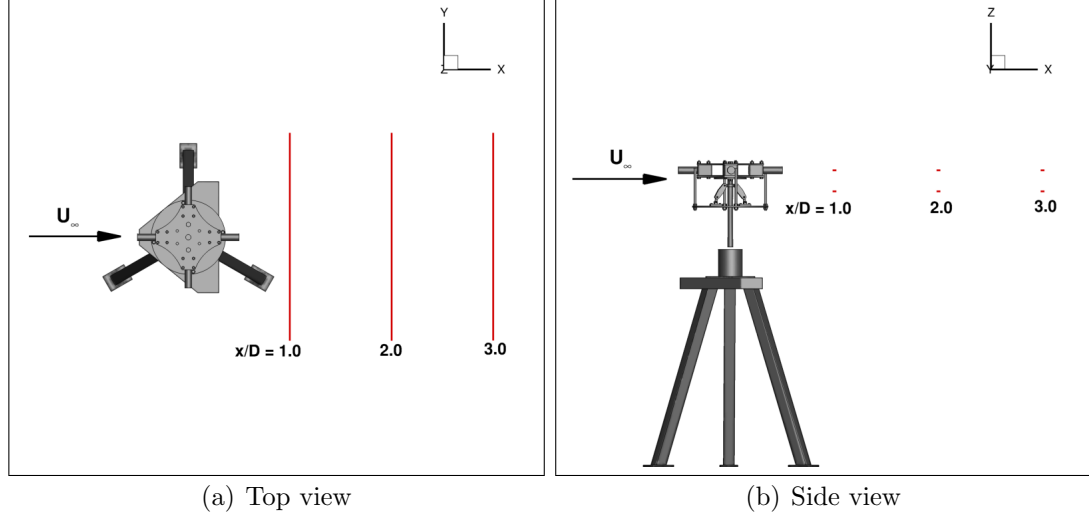 Y
Z X
U∞
x/D = 1.0 2.0 3.0
(a) Top view
Z
Y X
U∞
x/D = 1.0 2.0 3.0
(b) Side view